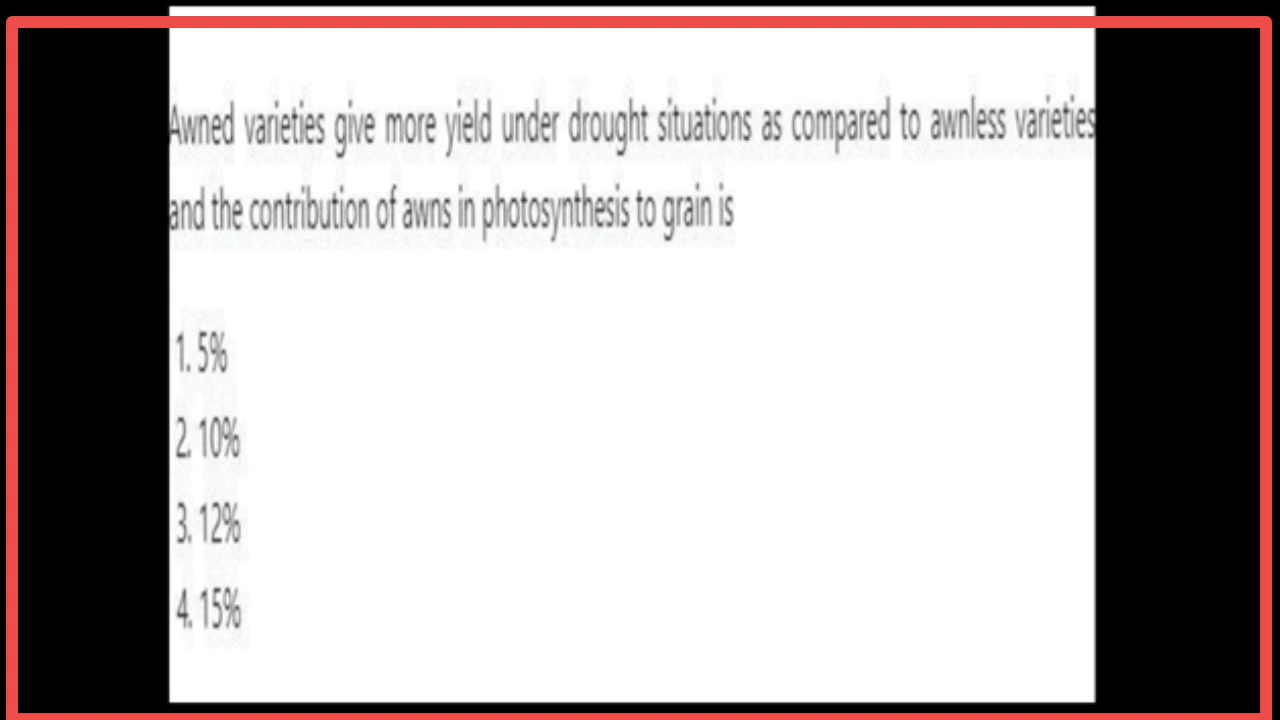 Awned varieties give more yield under drought situations as compared to awnless varieties
and the contribution of awns in photosynthesis to grain is
1. 5%
2. 10%
3. 12%
4. 15%